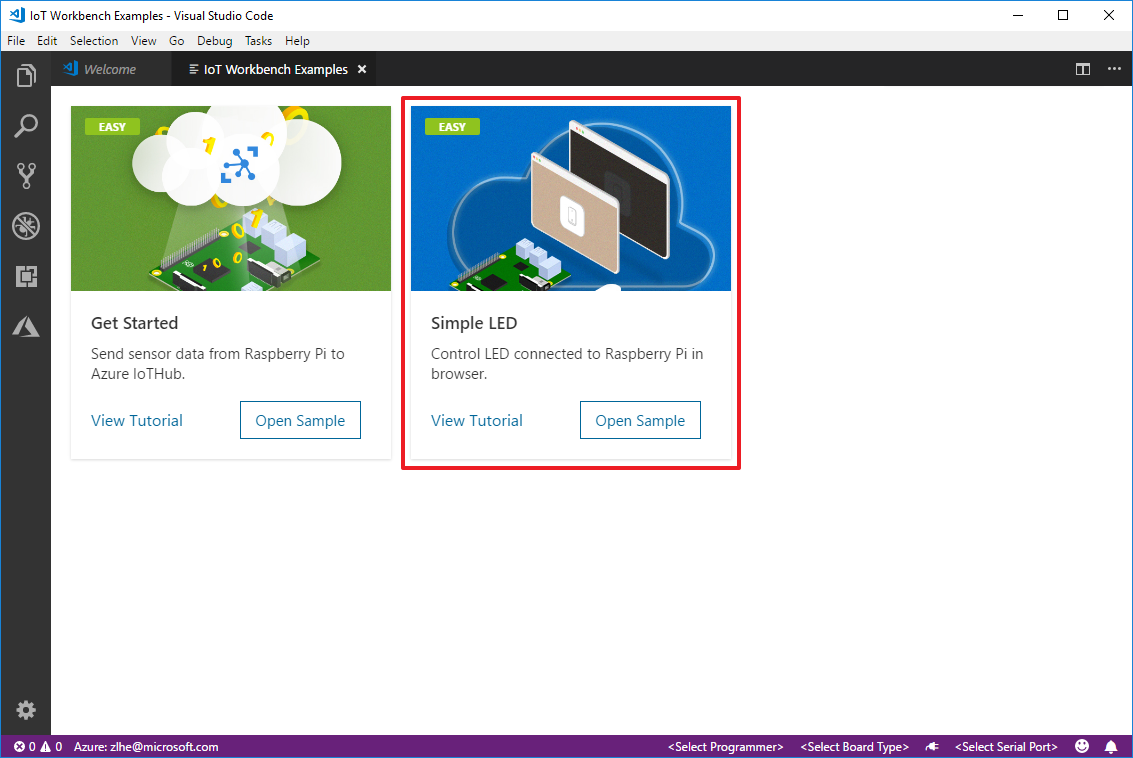 IoT Workbench Examples - Visual Studio Code
File Edit Selection View Go Debug Tasks Help
Welcome
IoT Workbench Examples
EASY
Get Started
Send sensor data from Raspberry Pi to
Azure IoTHub.
View Tutorial
Open Sample
EASY
Simple LED
Control LED connected to Raspberry Pi in
browser.
View Tutorial
Open Sample
0 0 Azure: zlhe@microsoft.com <Select Programmer> <Select Board Type> <Select Serial Port>